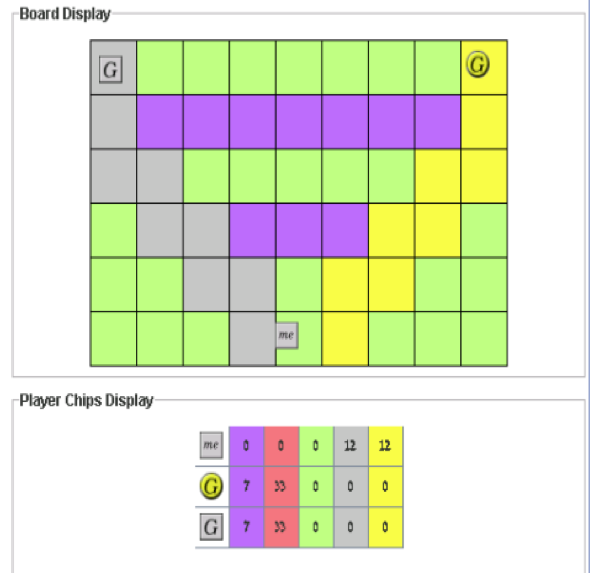 Board Display
G G
me
Player Chips Display
me 0 0 0 12 12
G 7 33 0 0 0
G 7 33 0 0 0